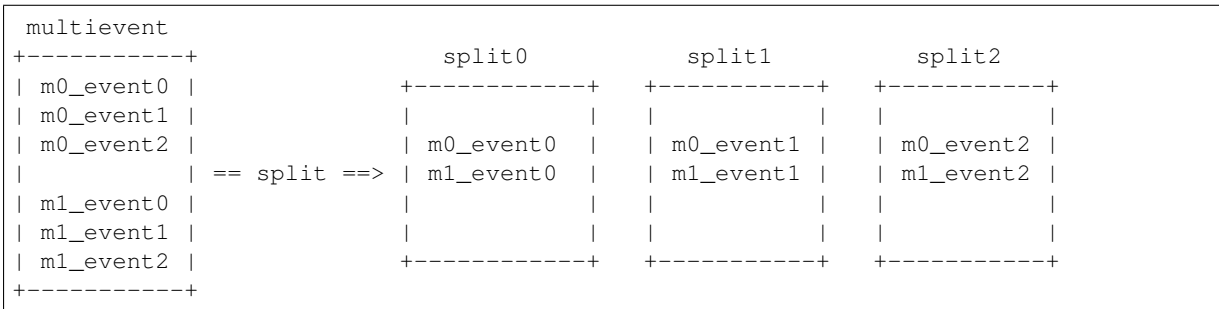 multievent
+-----------+                    split0             split1           split2
| m0_event0 |                +------------+   +-----------+   +-----------+
| m0_event1 |                |            |   |           |   |           |
| m0_event2 |                | m0_event0  |   | m0_event1 |   | m0_event2 |
|           | == split ==>   | m1_event0  |   | m1_event1 |   | m1_event2 |
| m1_event0 |                |            |   |           |   |           |
| m1_event1 |                |            |   |           |   |           |
| m1_event2 |                +------------+   +-----------+   +-----------+
+-----------+